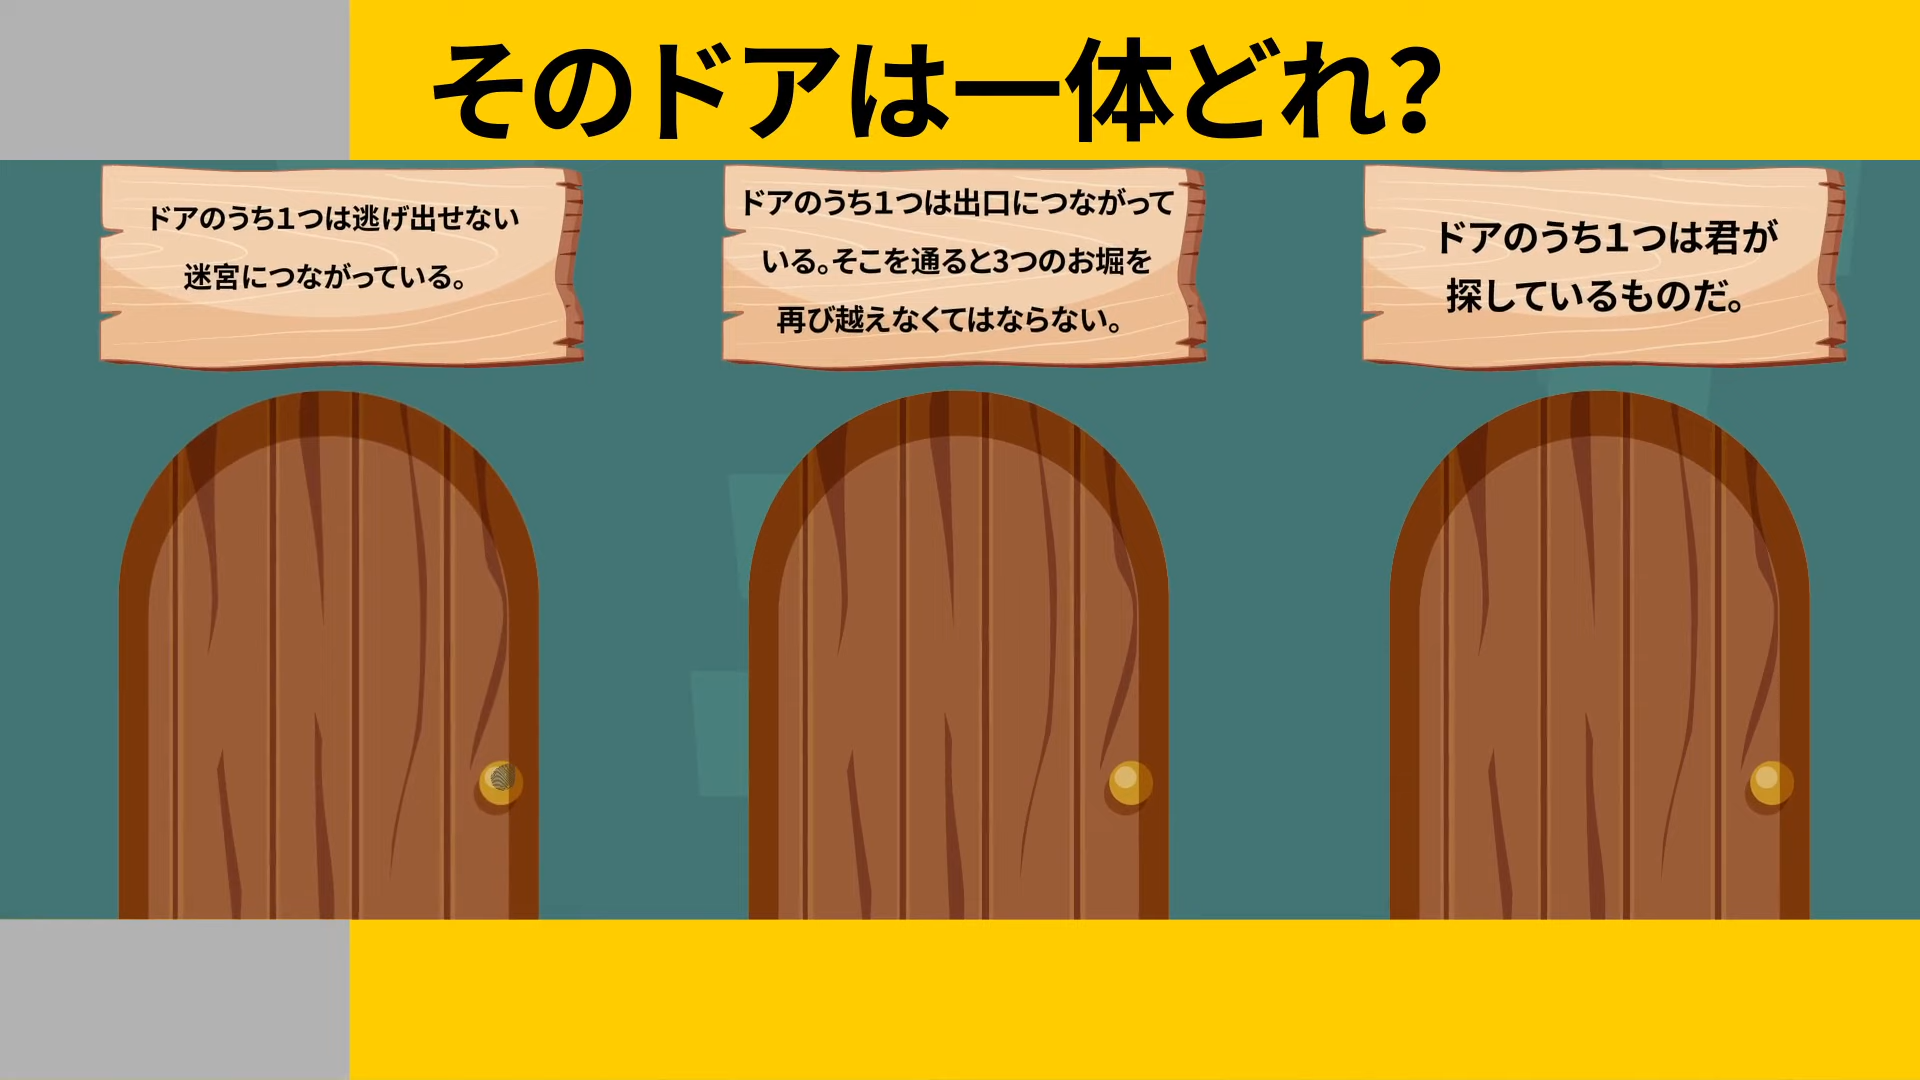 そのドアは一体どれ？
ドアのうち1つは逃げ出せない
迷宮につながっている。
ドアのうち1つは出口につながって
いる。そこを通ると3つのお堀を
再び越えなくてはならない。
ドアのうち1つは君が
探しているものだ。